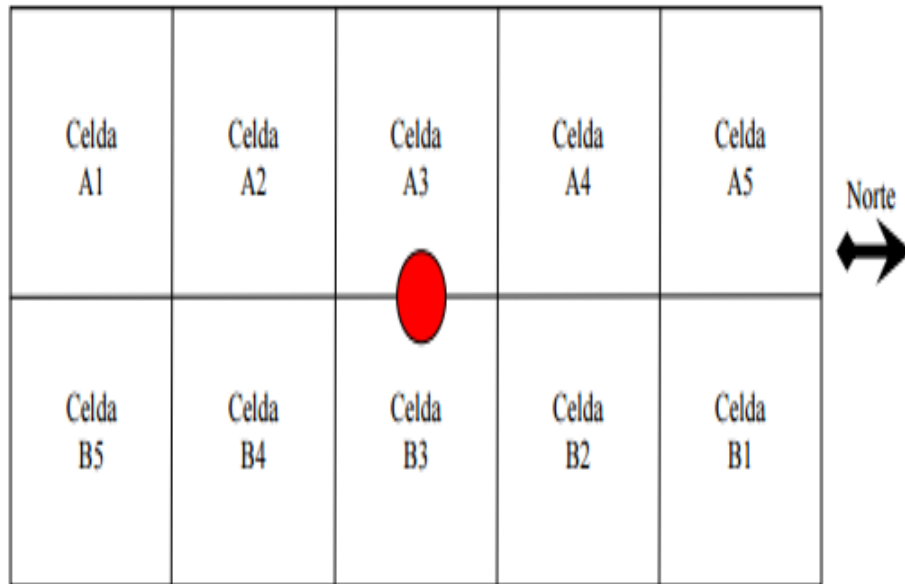 Celda
A1
Celda
A2
Celda
A3
Celda
A4
Celda
A5
Norte
Celda
B5
Celda
B4
Celda
B3
Celda
B2
Celda
B1